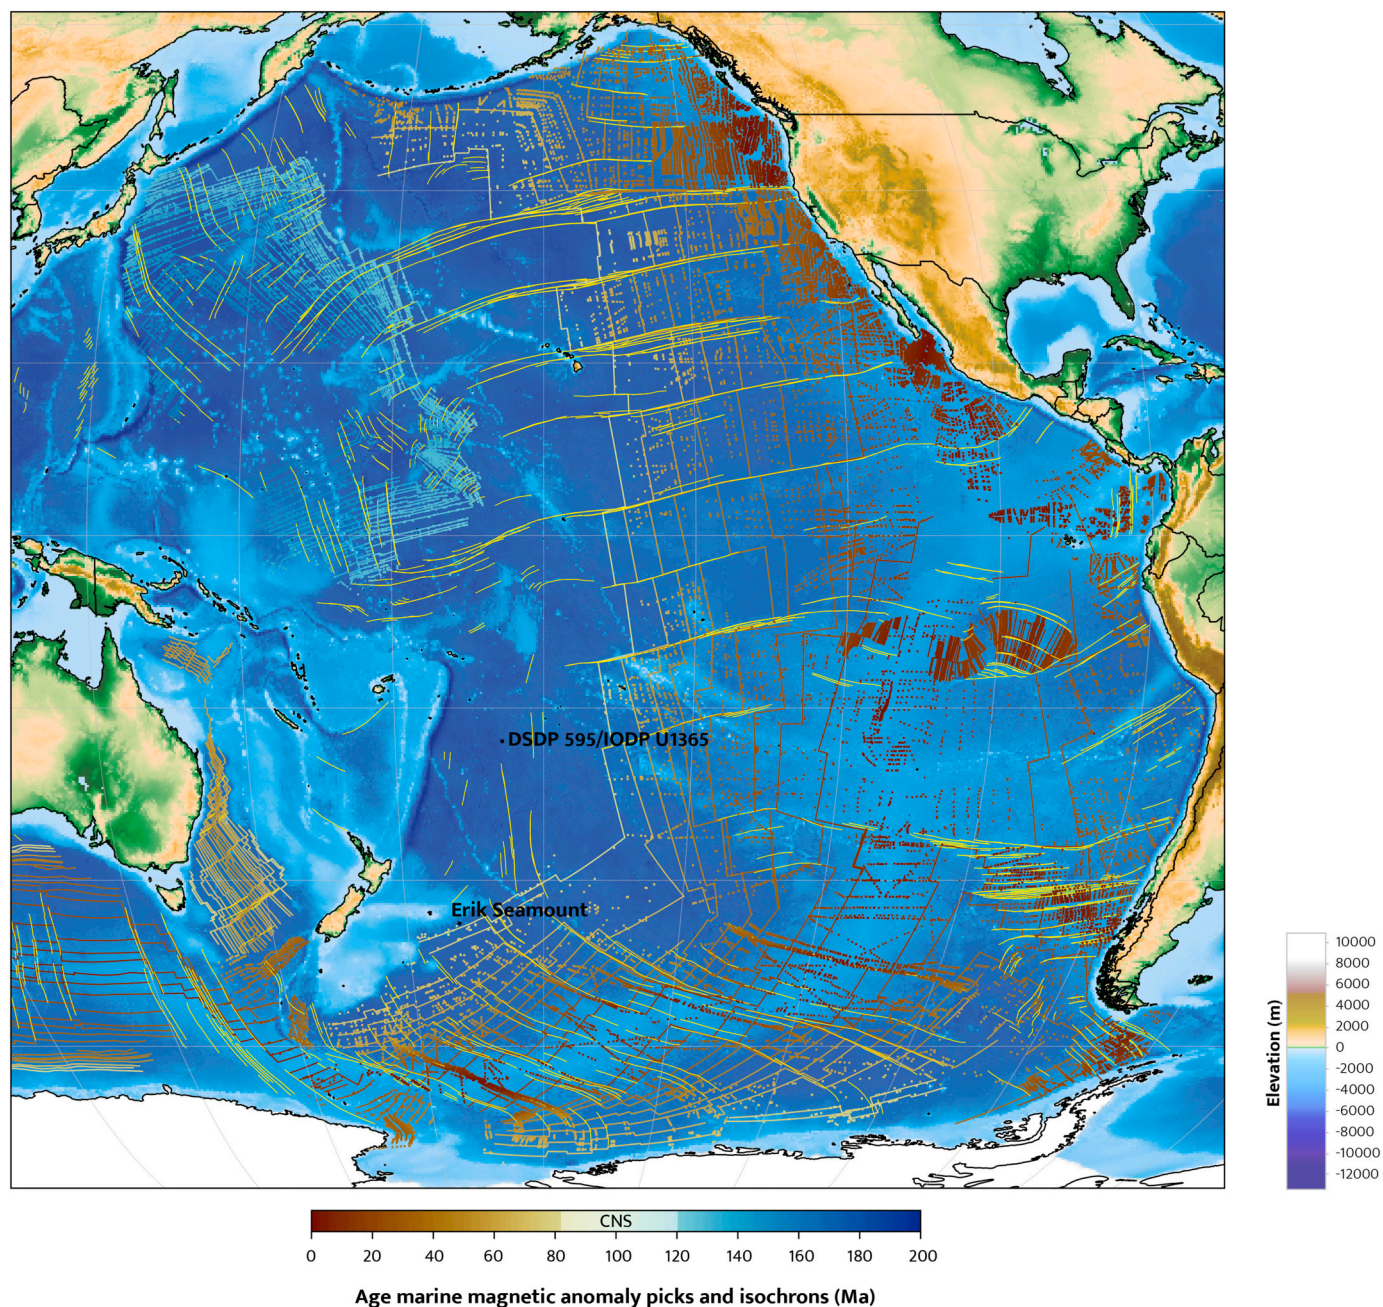 DSDP 595/IODP U1365
Erik Seamount
10000
8000
6000
4000
2000
0
-2000
-4000
-6000
-8000
-10000
-12000
Elevation (m)
CNS
0 20 40 60 80 100 120 140 160 180 200
Age marine magnetic anomaly picks and isochrons (Ma)